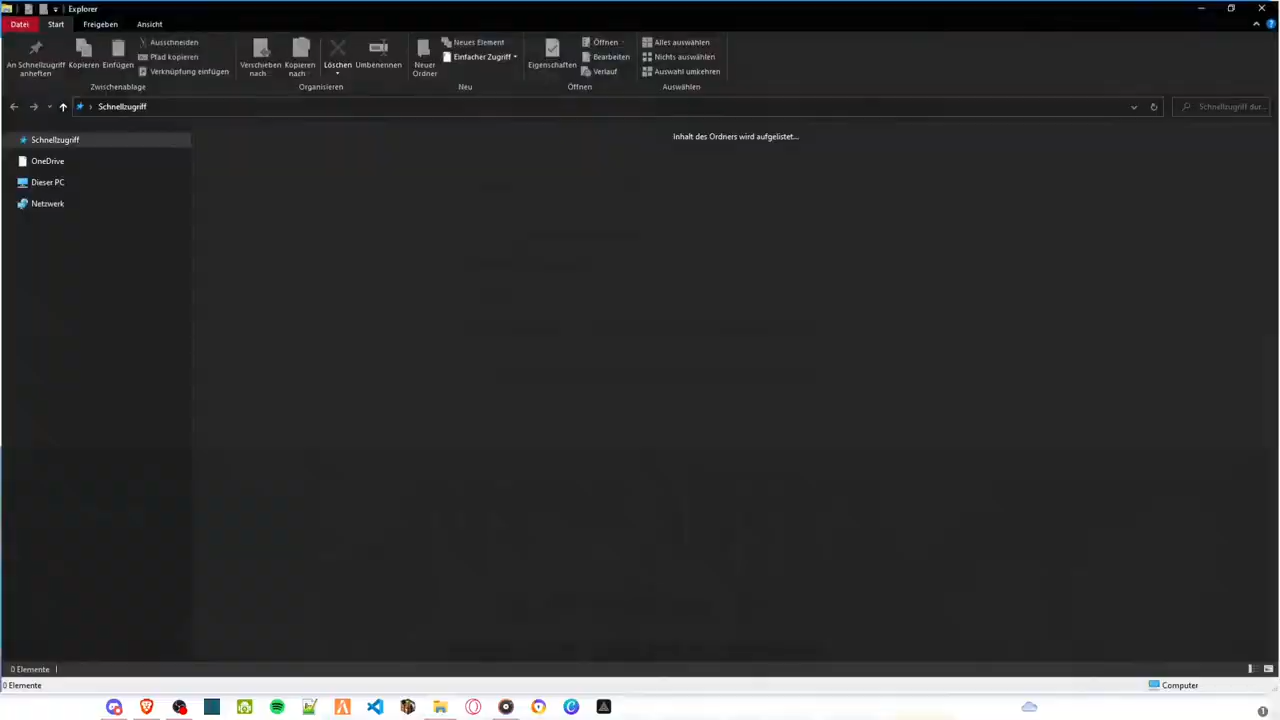 Explorer
Datei Start Freigeben Ansicht
An Schnellzugriff anheften
Kopieren
Einfügen
Ausschneiden
Pfad kopieren
Verknüpfung einfügen
Zwischenablage
Verschieben nach
Kopieren nach
Löschen
Umbenennen
Organisieren
Neuer Ordner
Neues Element
Einfacher Zugriff
Neu
Eigenschaften
Öffnen
Bearbeiten
Verlauf
Öffnen
Alles auswählen
Nichts auswählen
Auswahl umkehren
Auswählen
Schnellzugriff
Schnellzugriff dur...
Schnellzugriff
OneDrive
Dieser PC
Netzwerk
Inhalt des Ordners wird aufgelistet...
0 Elemente
0 Elemente
Computer
1